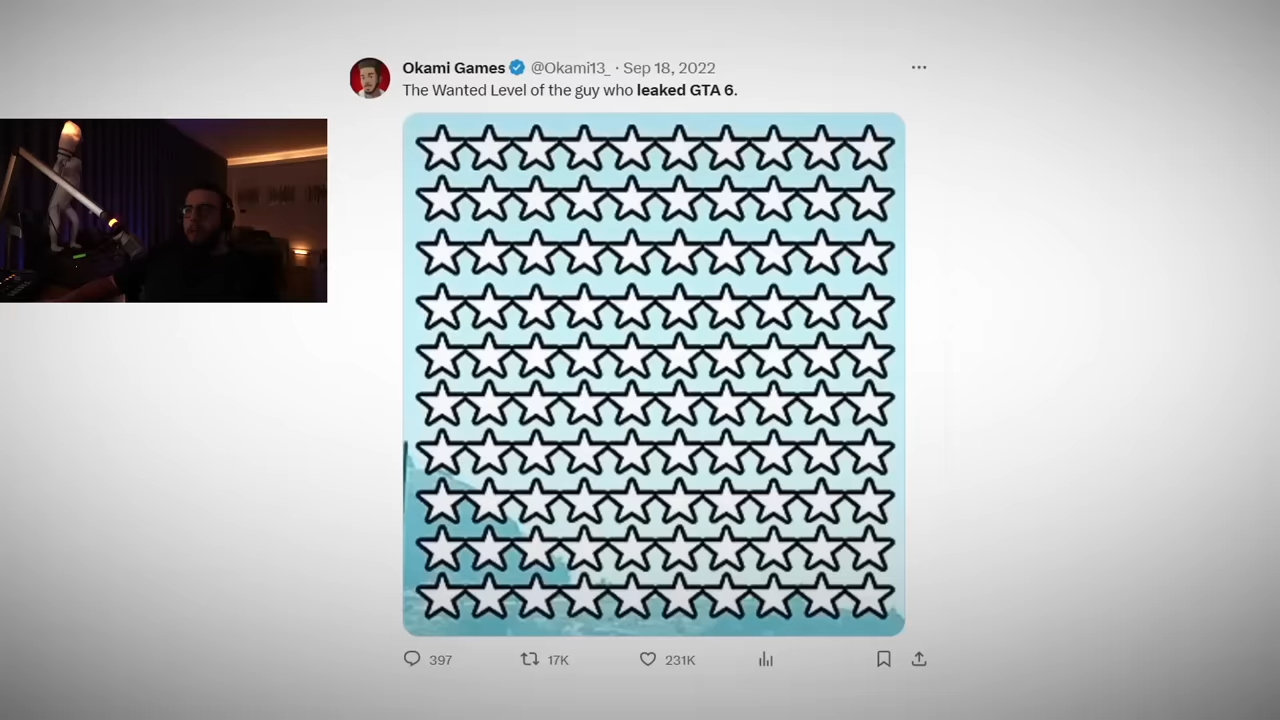 Okami Games @Okami13_ · Sep 18, 2022
The Wanted Level of the guy who leaked GTA 6.
397 17K 231K